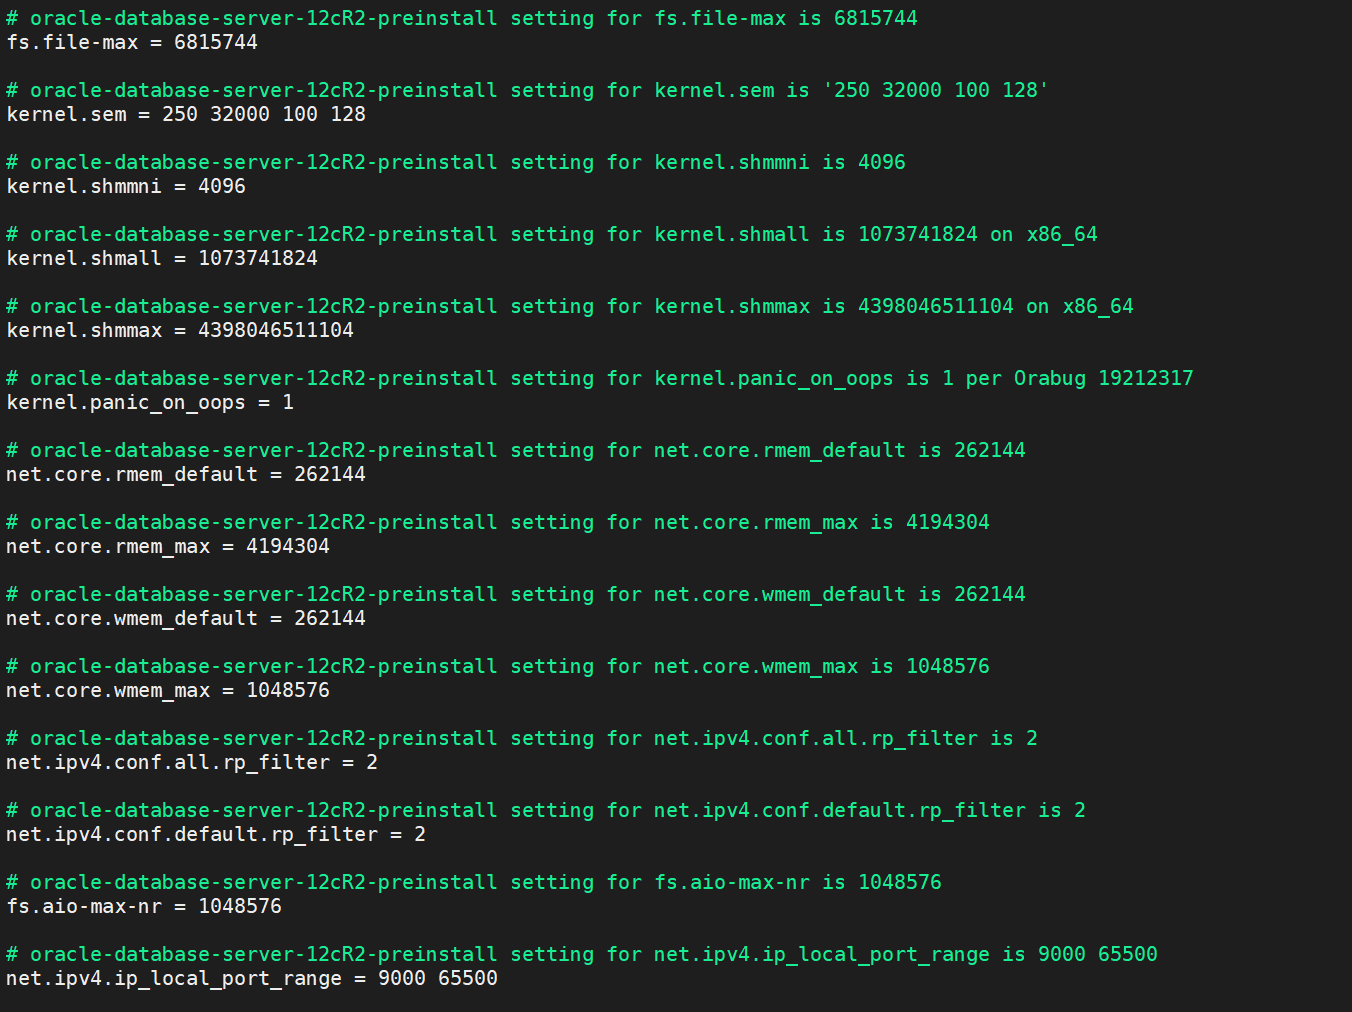 # oracle-database-server-12cR2-preinstall setting for fs.file-max is 6815744
fs.file-max = 6815744
# oracle-database-server-12cR2-preinstall setting for kernel.sem is '250 32000 100 128'
kernel.sem = 250 32000 100 128
# oracle-database-server-12cR2-preinstall setting for kernel.shmmni is 4096
kernel.shmmni = 4096
# oracle-database-server-12cR2-preinstall setting for kernel.shmall is 1073741824 on x86_64
kernel.shmall = 1073741824
# oracle-database-server-12cR2-preinstall setting for kernel.shmmax is 4398046511104 on x86_64
kernel.shmmax = 4398046511104
# oracle-database-server-12cR2-preinstall setting for kernel.panic_on_oops is 1 per Orabug 19212317
kernel.panic_on_oops = 1
# oracle-database-server-12cR2-preinstall setting for net.core.rmem_default is 262144
net.core.rmem_default = 262144
# oracle-database-server-12cR2-preinstall setting for net.core.rmem_max is 4194304
net.core.rmem_max = 4194304
# oracle-database-server-12cR2-preinstall setting for net.core.wmem_default is 262144
net.core.wmem_default = 262144
# oracle-database-server-12cR2-preinstall setting for net.core.wmem_max is 1048576
net.core.wmem_max = 1048576
# oracle-database-server-12cR2-preinstall setting for net.ipv4.conf.all.rp_filter is 2
net.ipv4.conf.all.rp_filter = 2
# oracle-database-server-12cR2-preinstall setting for net.ipv4.conf.default.rp_filter is 2
net.ipv4.conf.default.rp_filter = 2
# oracle-database-server-12cR2-preinstall setting for fs.aio-max-nr is 1048576
fs.aio-max-nr = 1048576
# oracle-database-server-12cR2-preinstall setting for net.ipv4.ip_local_port_range is 9000 65500
net.ipv4.ip_local_port_range = 9000 65500